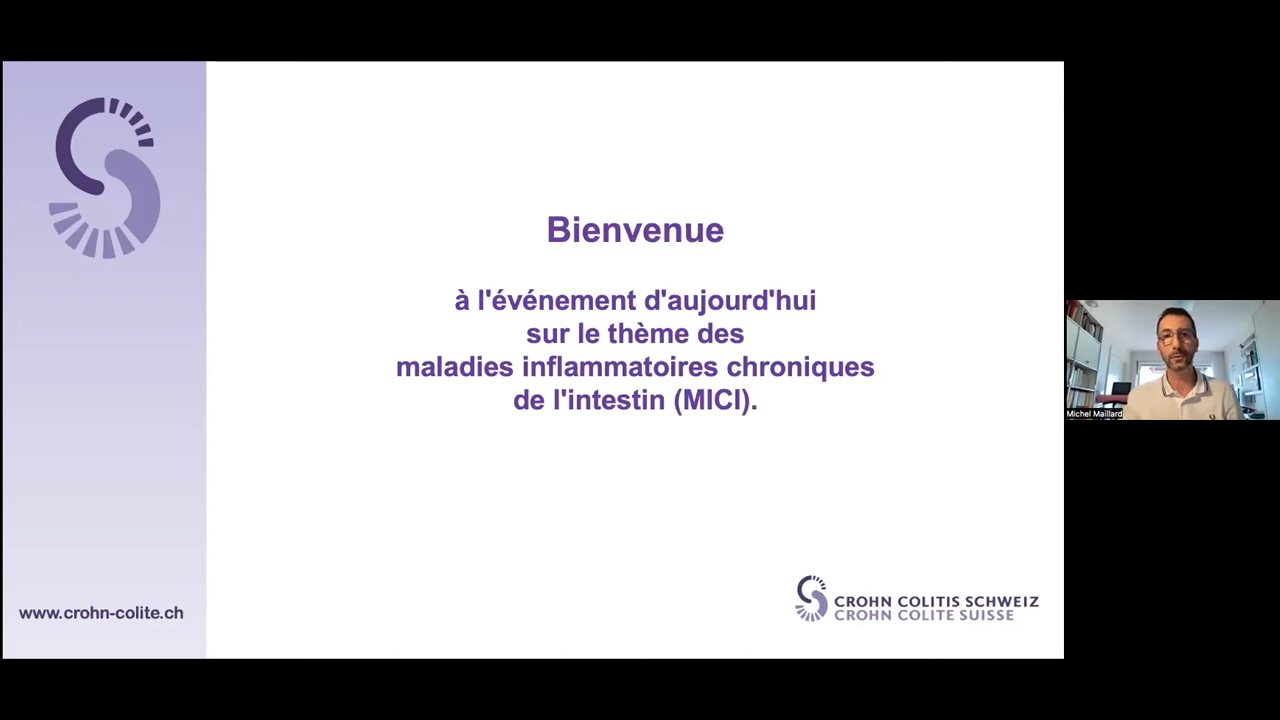 Bienvenue
à l'événement d'aujourd'hui
sur le thème des
maladies inflammatoires chroniques
de l'intestin (MICI).
www.crohn-colite.ch
CROHN COLITIS SCHWEIZ
CROHN COLITE SUISSE
Michel Maillard